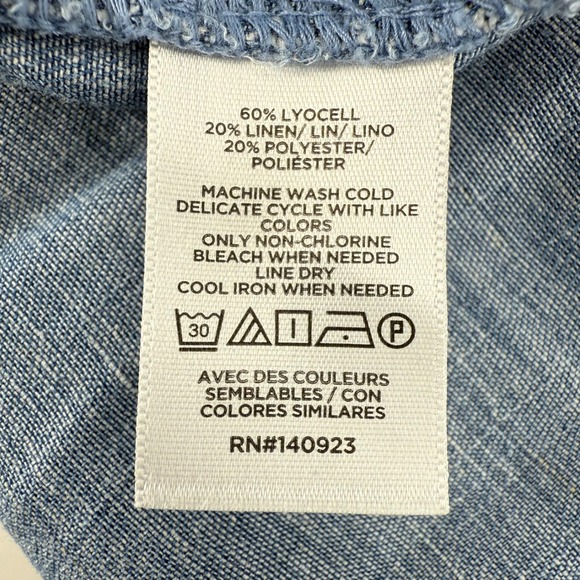 60% LYOCELL
20% LINEN/ LIN/ LINO
20% POLYESTER/
POLIÉSTER
MACHINE WASH COLD
DELICATE CYCLE WITH LIKE
COLORS
ONLY NON-CHLORINE
BLEACH WHEN NEEDED
LINE DRY
COOL IRON WHEN NEEDED
30 P
AVEC DES COULEURS
SEMBLABLES / CON
COLORES SIMILARES
RN#140923